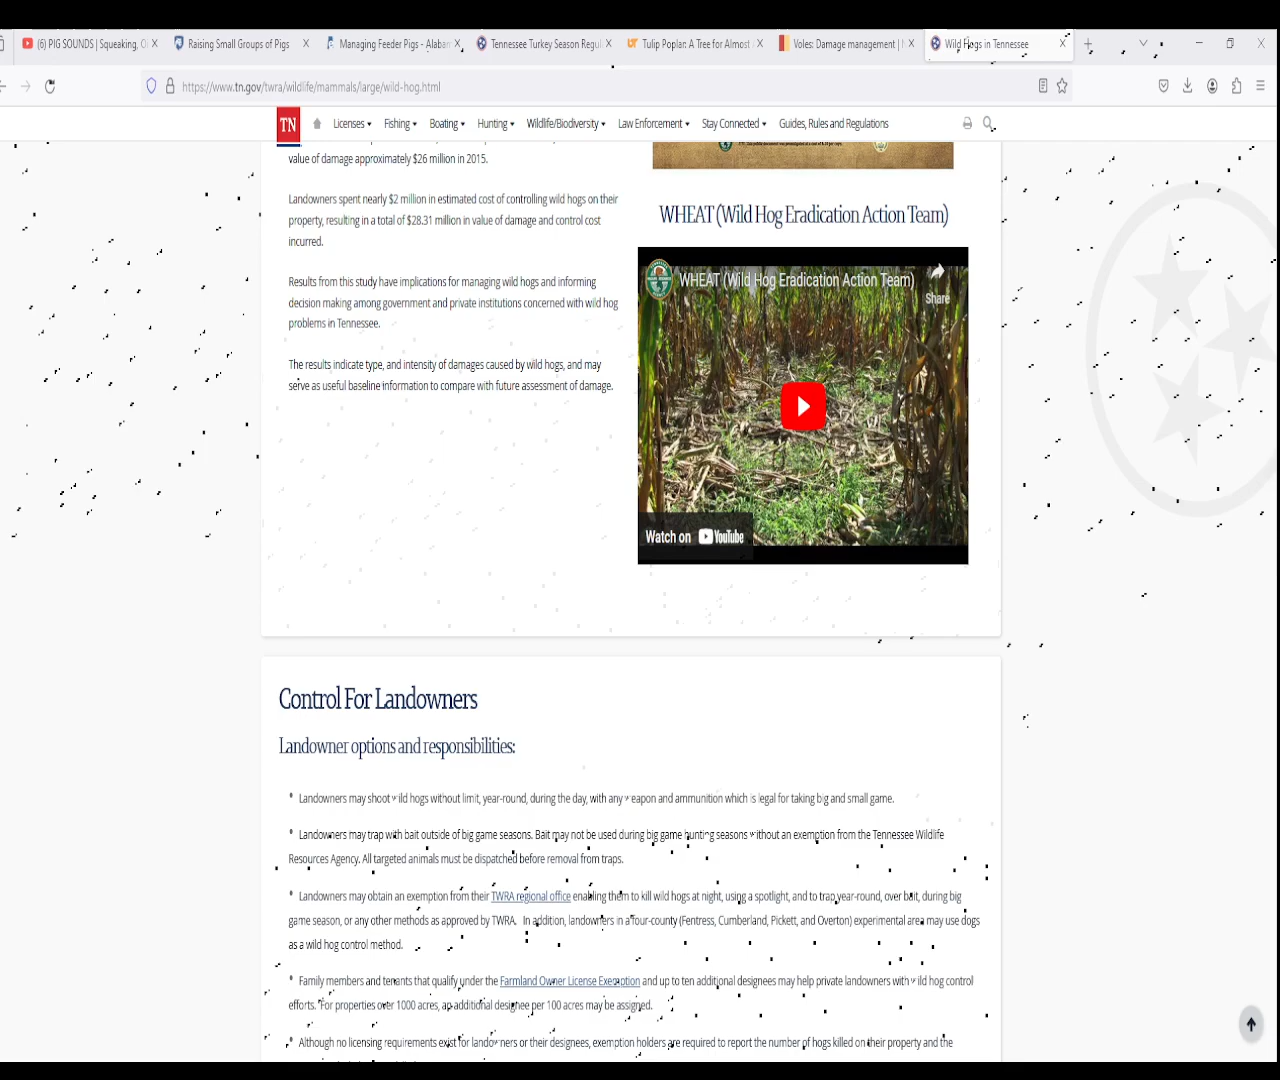 (6) PIG SOUNDS | Squeaking, Oi
Raising Small Groups of Pigs
Managing Feeder Pigs - Alabam
Tennessee Turkey Season Regul
Tulip Poplar: A Tree for Almost A
Voles: Damage management | N
Wild Hogs in Tennessee
https://www.tn.gov/twra/wildlife/mammals/large/wild-hog.html
TN
Licenses
Fishing
Boating
Hunting
Wildlife/Biodiversity
Law Enforcement
Stay Connected
Guides, Rules and Regulations
value of damage approximately $26 million in 2015.
Landowners spent nearly $2 million in estimated cost of controlling wild hogs on their
property, resulting in a total of $28.31 million in value of damage and control cost
incurred.
Results from this study have implications for managing wild hogs and informing
decision making among government and private institutions concerned with wild hog
problems in Tennessee.
The results indicate type, and intensity of damages caused by wild hogs, and may
serve as useful baseline information to compare with future assessment of damage.
WHEAT (Wild Hog Eradication Action Team)
WHEAT (Wild Hog Eradication Action Team)
Share
Watch on YouTube
Control For Landowners
Landowner options and responsibilities:
Landowners may shoot wild hogs without limit, year-round, during the day, with any weapon and ammunition which is legal for taking big and small game.
Landowners may trap with bait outside of big game seasons. Bait may not be used during big game hunting seasons without an exemption from the Tennessee Wildlife
Resources Agency. All targeted animals must be dispatched before removal from traps.
Landowners may obtain an exemption from their TWRA regional office enabling them to kill wild hogs at night, using a spotlight, and to trap year-round, over bait, during big
game season, or any other methods as approved by TWRA. In addition, landowners in a four-county (Fentress, Cumberland, Pickett, and Overton) experimental area may use dogs
as a wild hog control method.
Family members and tenants that qualify under the Farmland Owner License Exemption and up to ten additional designees may help private landowners with wild hog control
efforts. For properties over 1000 acres, an additional designee per 100 acres may be assigned.
Although no licensing requirements exist for landowners or their designees, exemption holders are required to report the number of hogs killed on their property and the